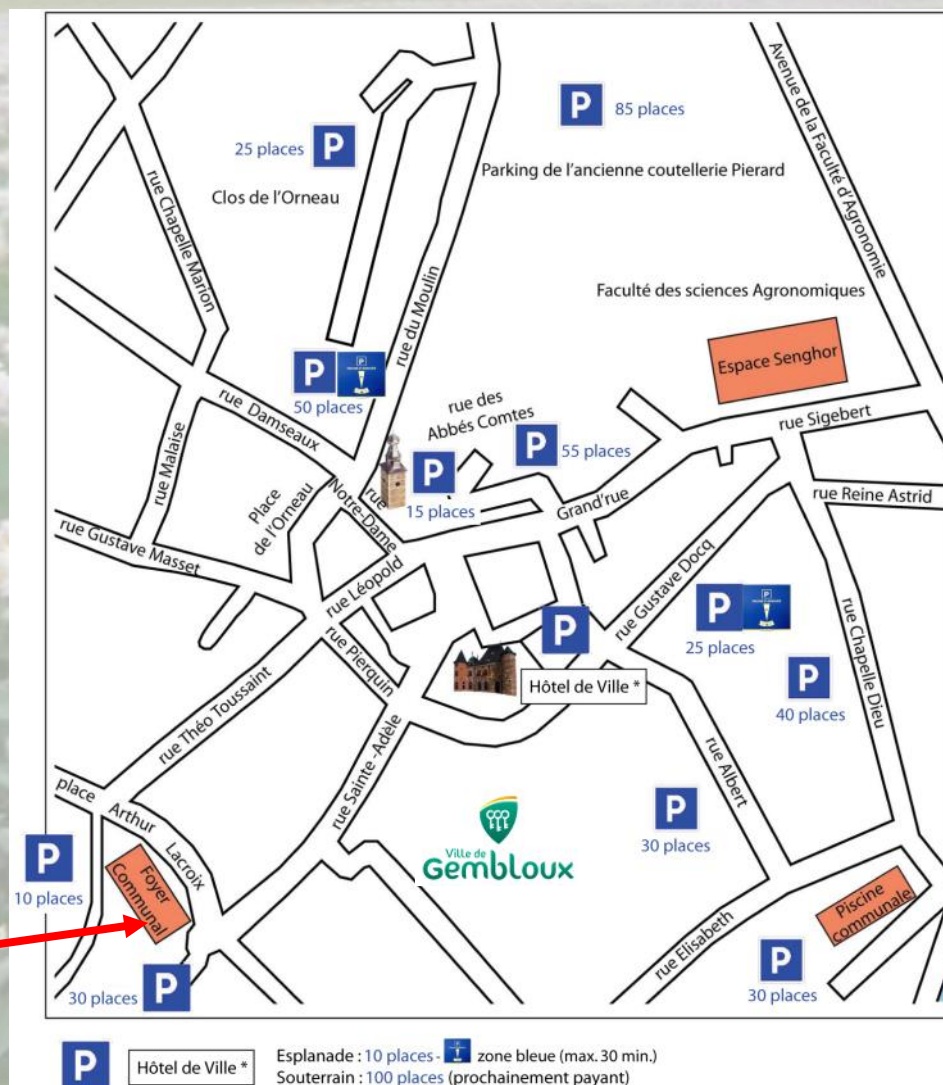 P 85 places
25 places P
Parking de l'ancienne coutellerie Pierard
Clos de l'Orneau
Avenue de la Faculté d'Agronomie
rue Chapelle Marion
rue du Moulin
Faculté des sciences Agronomiques
Espace Senghor
P P
50 places
rue des
Abbés Comtes
rue Sigebert
rue Damseaux
P
55 places
rue Malaise
P
15 places
rue Reine Astrid
Place
de l'Orneau
rue
Notre-Dame
Grand'rue
rue Gustave Masset
rue Léopold
rue Gustave Docq
P
25 places
P
rue Pierquin
Hôtel de Ville *
rue Chapelle Dieu
P
40 places
rue Théo Toussaint
rue Sainte-Adèle
rue Albert
place
Arthur
Lacroix
Ville de
Gembloux
P
30 places
P
10 places
Foyer
Communal
Piscine
communale
rue Elisabeth
30 places P
P
30 places
P Hôtel de Ville *
Esplanade : 10 places - zone bleue (max. 30 min.)
Souterrain : 100 places (prochainement payant)